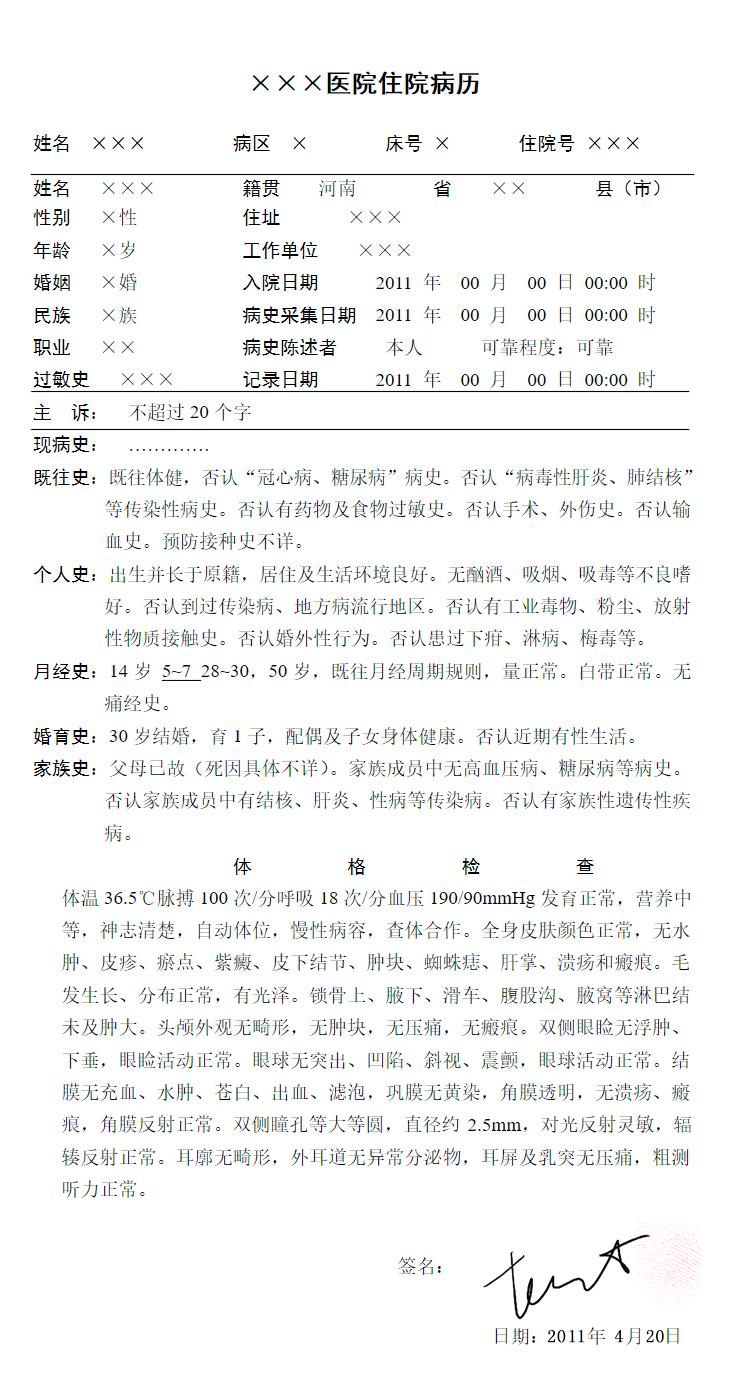 ×××医院住院病历
姓名 ××× 病区 × 床号 × 住院号 ×××
姓名 ××× 籍贯 河南 省 ×× 县（市）
性别 ×性 住址 ×××
年龄 ×岁 工作单位 ×××
婚姻 ×婚 入院日期 2011 年 00 月 00 日 00:00 时
民族 ×族 病史采集日期 2011 年 00 月 00 日 00:00 时
职业 ×× 病史陈述者 本人 可靠程度：可靠
过敏史 ××× 记录日期 2011 年 00 月 00 日 00:00 时
主 诉： 不超过 20 个字
现病史： .............
既往史：既往体健，否认“冠心病、糖尿病”病史。否认“病毒性肝炎、肺结核”
等传染性病史。否认有药物及食物过敏史。否认手术、外伤史。否认输
血史。预防接种史不详。
个人史：出生并长于原籍，居住及生活环境良好。无酗酒、吸烟、吸毒等不良嗜
好。否认到过传染病、地方病流行地区。否认有工业毒物、粉尘、放射
性物质接触史。否认婚外性行为。否认患过下疳、淋病、梅毒等。
月经史：14 岁 5~7 28~30，50 岁，既往月经周期规则，量正常。白带正常。无
痛经史。
婚育史：30 岁结婚，育 1 子，配偶及子女身体健康。否认近期有性生活。
家族史：父母已故（死因具体不详）。家族成员中无高血压病、糖尿病等病史。
否认家族成员中有结核、肝炎、性病等传染病。否认有家族性遗传性疾
病。
体 格 检 查
体温 36.5℃脉搏 100 次/分呼吸 18 次/分血压 190/90mmHg 发育正常，营养中
等，神志清楚，自动体位，慢性病容，查体合作。全身皮肤颜色正常，无水
肿、皮疹、瘀点、紫癜、皮下结节、肿块、蜘蛛痣、肝掌、溃疡和瘢痕。毛
发生长、分布正常，有光泽。锁骨上、腋下、滑车、腹股沟、腋窝等淋巴结
未及肿大。头颅外观无畸形，无肿块，无压痛，无瘢痕。双侧眼睑无浮肿、
下垂，眼睑活动正常。眼球无突出、凹陷、斜视、震颤，眼球活动正常。结
膜无充血、水肿、苍白、出血、滤泡，巩膜无黄染，角膜透明，无溃疡、瘢
痕，角膜反射正常。双侧瞳孔等大等圆，直径约 2.5mm，对光反射灵敏，辐
辏反射正常。耳廓无畸形，外耳道无异常分泌物，耳屏及乳突无压痛，粗测
听力正常。
签名：
日期：2011年 4月20日